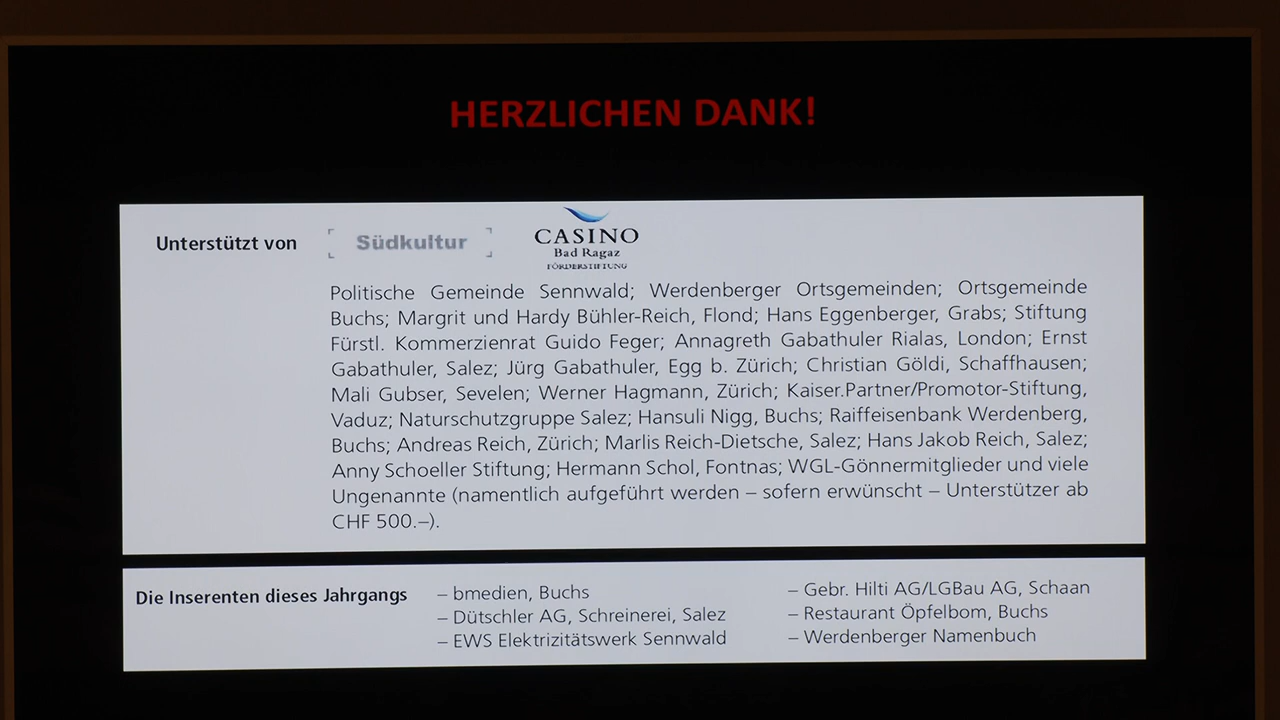 HERZLICHEN DANK!
Unterstützt von
Südkultur
CASINO
Bad Ragaz
FÖRDERSTIFTUNG
Politische Gemeinde Sennwald; Werdenberger Ortsgemeinden; Ortsgemeinde
Buchs; Margrit und Hardy Bühler-Reich, Flond; Hans Eggenberger, Grabs; Stiftung
Fürstl. Kommerzienrat Guido Feger; Annagreth Gabathuler Rialas, London; Ernst
Gabathuler, Salez; Jürg Gabathuler, Egg b. Zürich; Christian Göldi, Schaffhausen;
Mali Gubser, Sevelen; Werner Hagmann, Zürich; Kaiser.Partner/Promotor-Stiftung,
Vaduz; Naturschutzgruppe Salez; Hansuli Nigg, Buchs; Raiffeisenbank Werdenberg,
Buchs; Andreas Reich, Zürich; Marlis Reich-Dietsche, Salez; Hans Jakob Reich, Salez;
Anny Schoeller Stiftung; Hermann Schol, Fontnas; WGL-Gönnermitglieder und viele
Ungenannte (namentlich aufgeführt werden – sofern erwünscht – Unterstützer ab
CHF 500.–).
Die Inserenten dieses Jahrgangs
– bmedien, Buchs
– Dütschler AG, Schreinerei, Salez
– EWS Elektrizitätswerk Sennwald
– Gebr. Hilti AG/LGBau AG, Schaan
– Restaurant Öpfelbom, Buchs
– Werdenberger Namenbuch